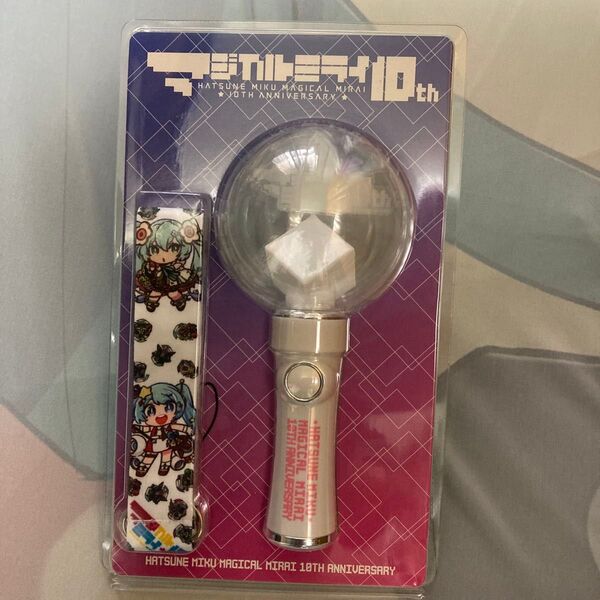 マジカルミライ10th
HATSUNE MIKU MAGICAL MIRAI
★ 10TH ANNIVERSARY ★
★HATSUNE MIKU
MAGICAL MIRAI
10TH ANNIVERSARY
HATSUNE MIKU MAGICAL MIRAI 10TH ANNIVERSARY